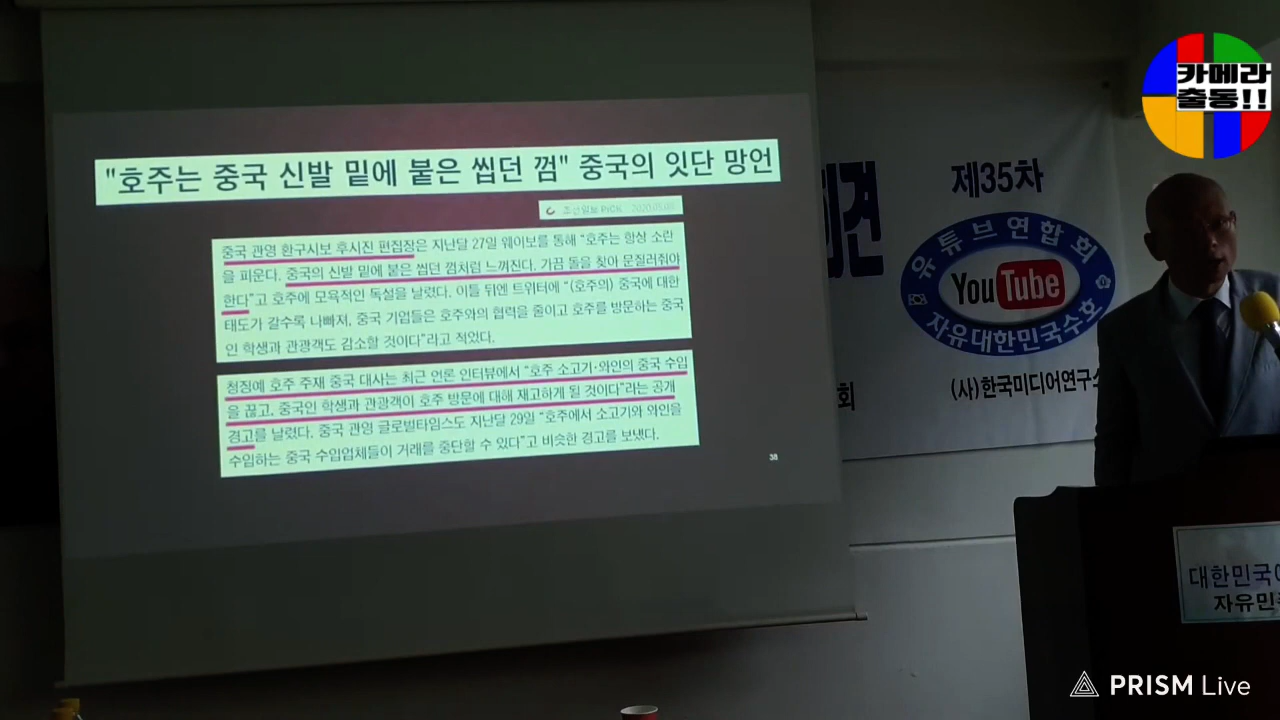 "호주는 중국 신발 밑에 붙은 씹던 껌" 중국의 잇단 망언
조선일보 PiCK 2020.05.03
중국 관영 환구시보 후시진 편집장은 지난달 27일 웨이보를 통해 "호주는 항상 소란
을 피운다. 중국의 신발 밑에 붙은 씹던 껌처럼 느껴진다. 가끔 돌을 찾아 문질러줘야
한다"고 호주에 모욕적인 독설을 날렸다. 이틀 뒤엔 트위터에 "(호주의) 중국에 대한
태도가 갈수록 나빠져, 중국 기업들은 호주와의 협력을 줄이고 호주를 방문하는 중국
인 학생과 관광객도 감소할 것이다"라고 적었다.
청징예 호주 주재 중국 대사는 최근 언론 인터뷰에서 "호주 소고기·와인의 중국 수입
을 끊고, 중국인 학생과 관광객이 호주 방문에 대해 재고하게 될 것이다"라는 공개
경고를 날렸다. 중국 관영 글로벌타임스도 지난달 29일 "호주에서 소고기와 와인을
수입하는 중국 수입업체들이 거래를 중단할 수 있다"고 비슷한 경고를 보냈다.
38
회견
제35차
유튜브연합회
YouTube
자유대한민국수호
회
(사)한국미디어연구소
대한민국
자유민
카메라
출동!!
PRISM Live